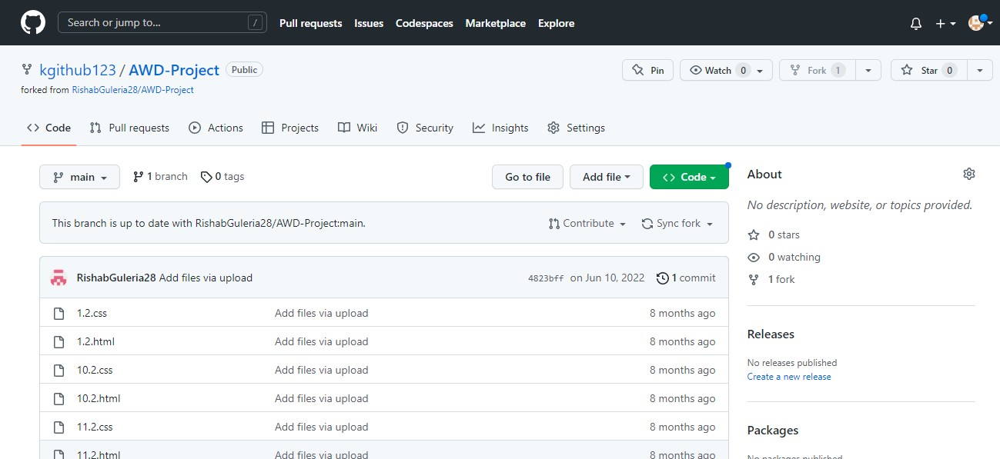 Search or jump to... / Pull requests Issues Codespaces Marketplace Explore
kgithub123 / AWD-Project Public Pin Watch 0 Fork 1 Star 0
forked from RishabGuleria28/AWD-Project
Code Pull requests Actions Projects Wiki Security Insights Settings
main 1 branch 0 tags Go to file Add file Code
About
No description, website, or topics provided.
This branch is up to date with RishabGuleria28/AWD-Project:main. Contribute Sync fork
0 stars
0 watching
1 fork
RishabGuleria28 Add files via upload 4823bff on Jun 10, 2022 1 commit
1.2.css Add files via upload 8 months ago
1.2.html Add files via upload 8 months ago
10.2.css Add files via upload 8 months ago
10.2.html Add files via upload 8 months ago
11.2.css Add files via upload 8 months ago
11.2.html Add files via upload 8 months ago
Releases
No releases published
Create a new release
Packages
No packages published